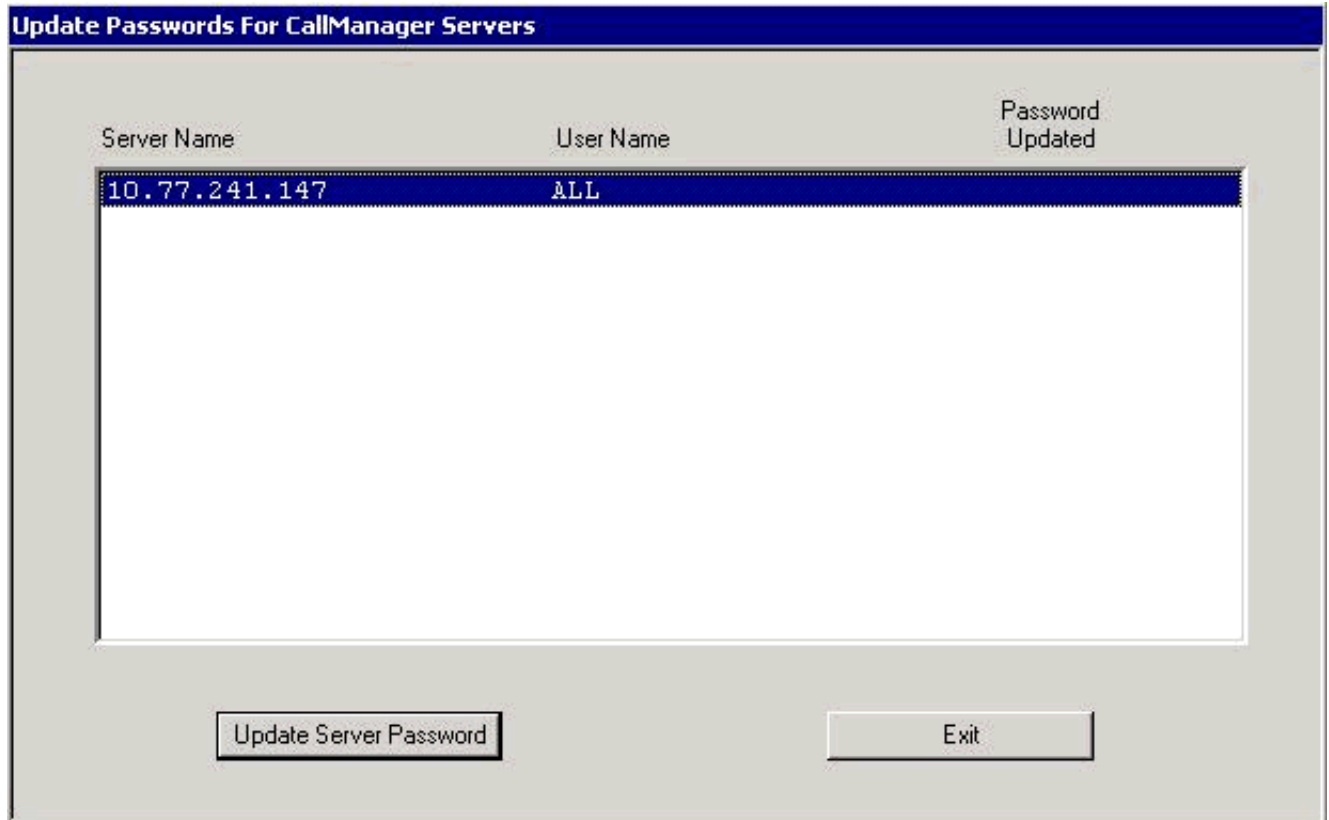 Update Passwords For CallManager Servers
Server Name User Name Password Updated
10.77.241.147 ALL
Update Server Password Exit